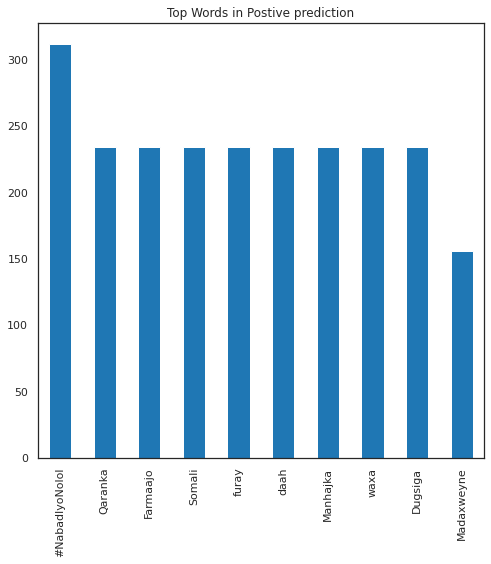 Top Words in Postive prediction
300
250
200
150
100
50
0
#NabadIyoNolol
Qaranka
Farmaajo
Somali
furay
daah
Manhajka
waxa
Dugsiga
Madaxweyne